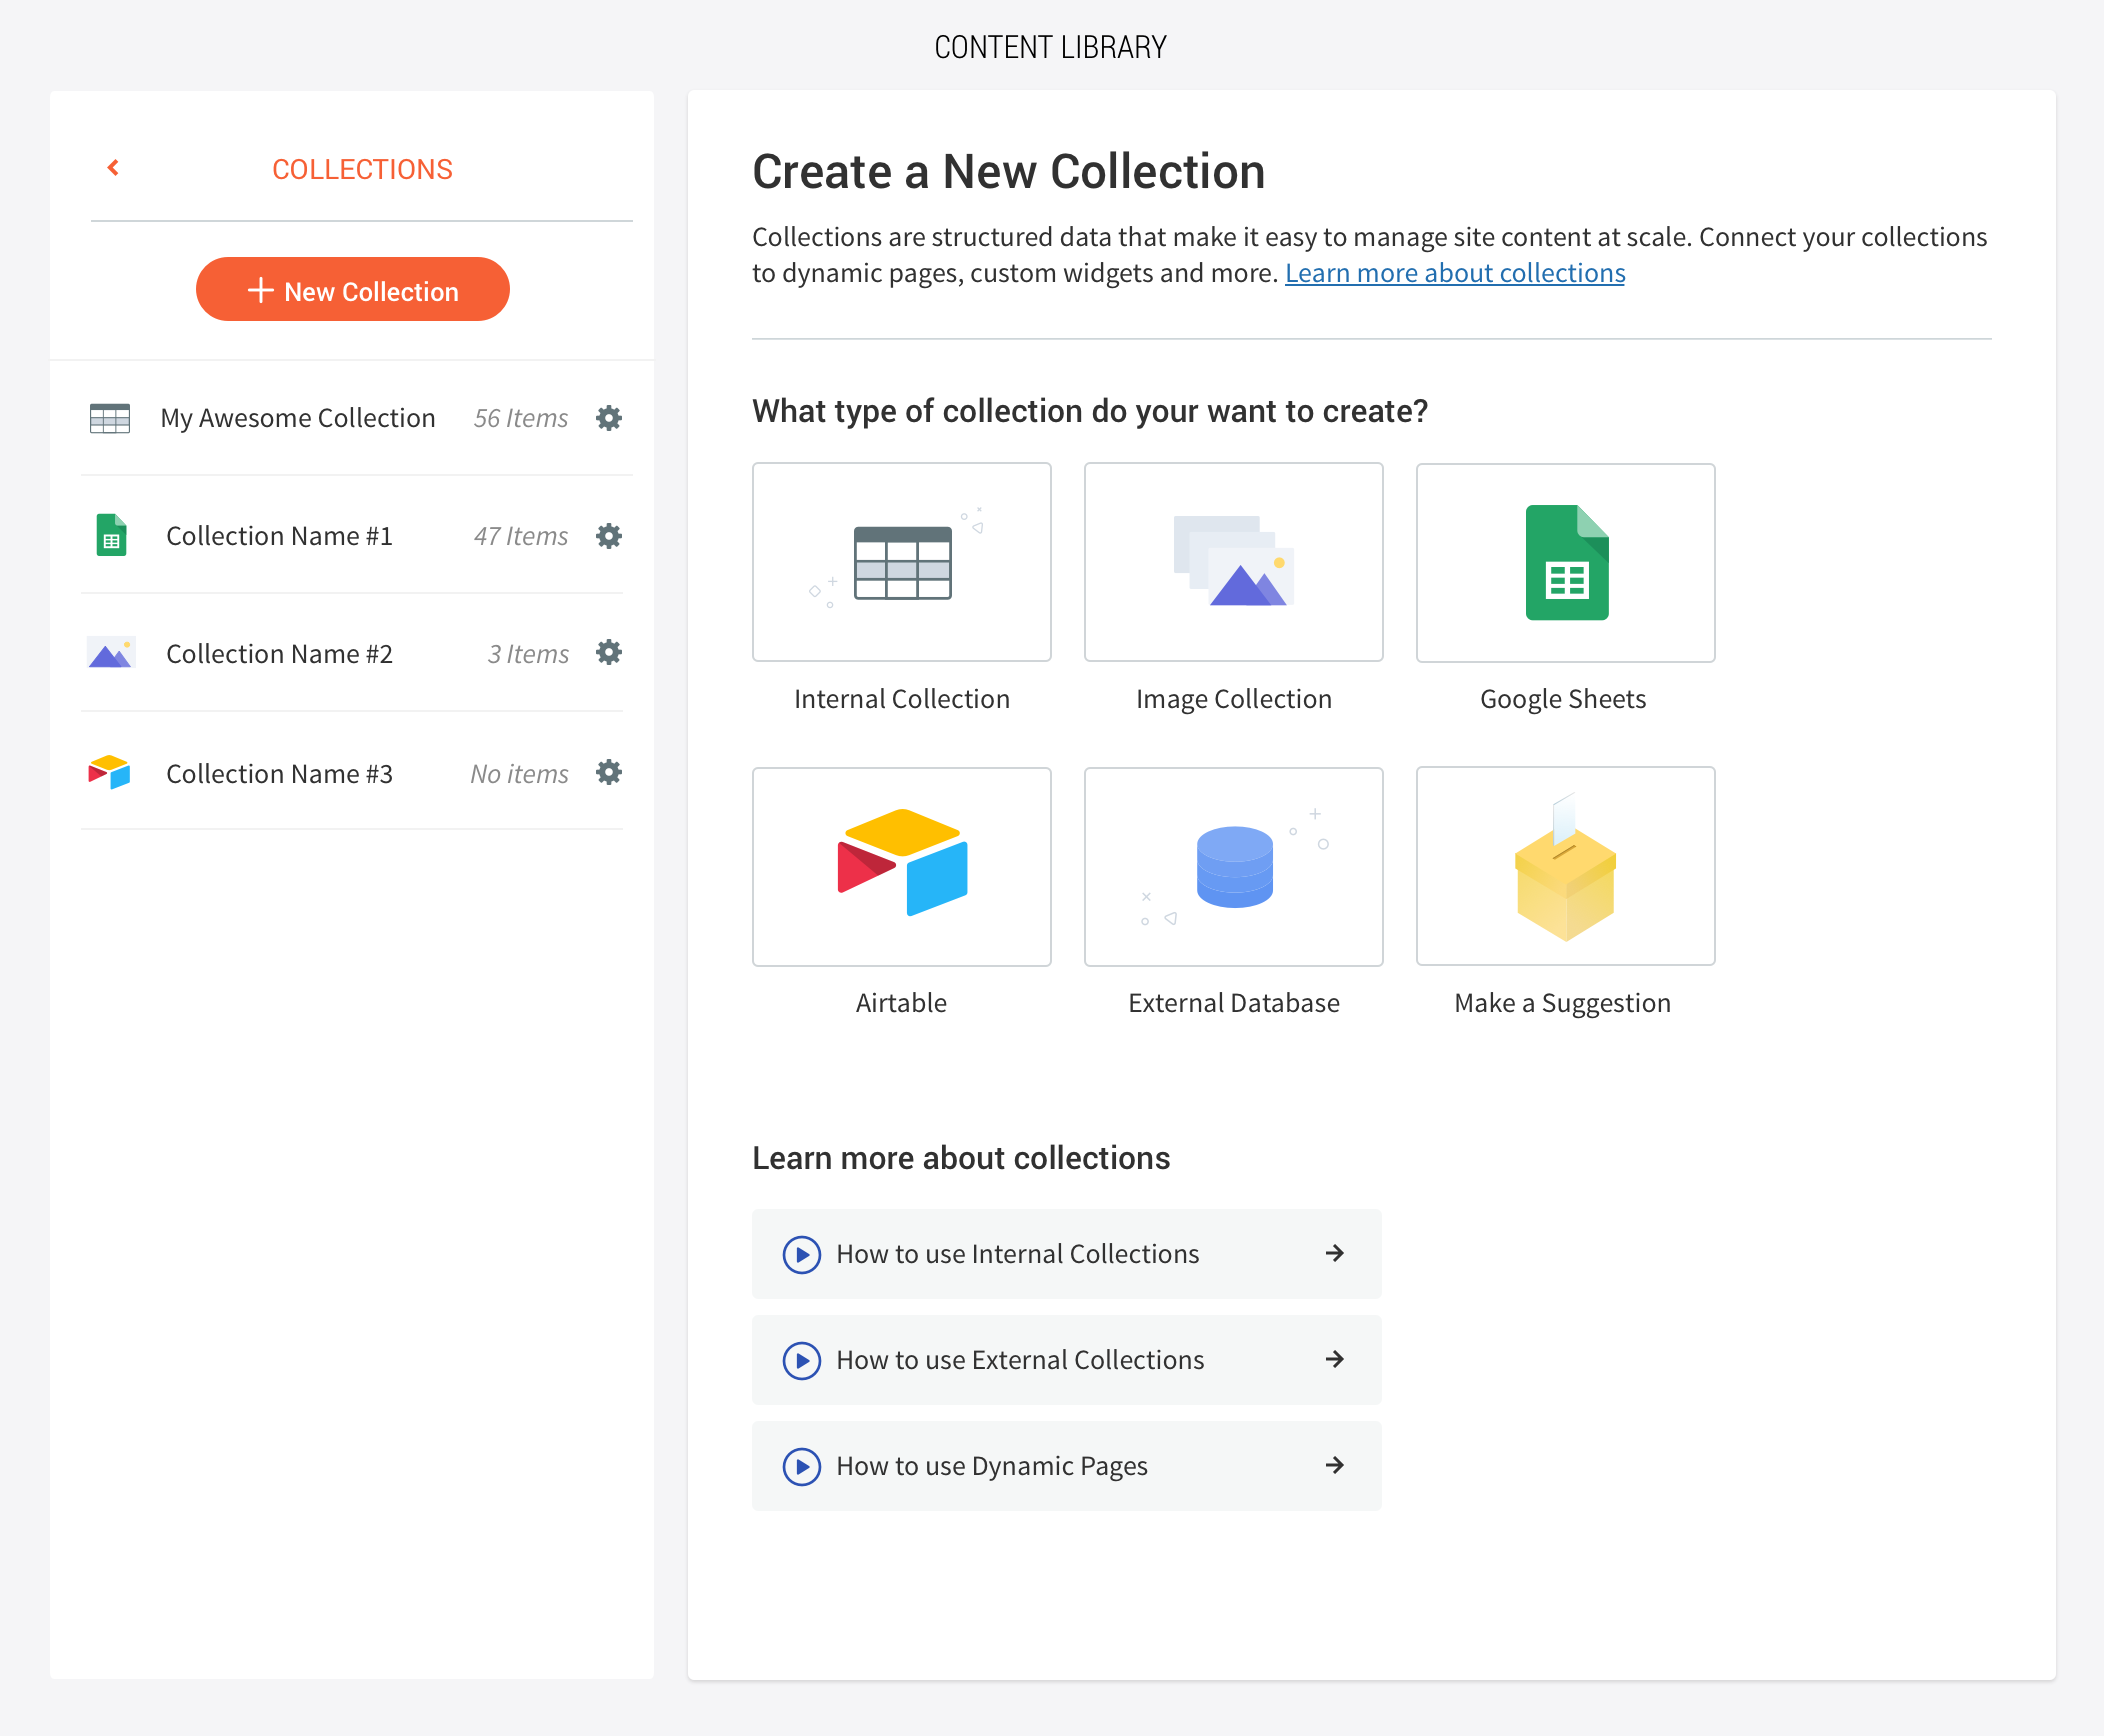 CONTENT LIBRARY
COLLECTIONS
New Collection
My Awesome Collection 56 Items
Collection Name #1 47 Items
Collection Name #2 3 Items
Collection Name #3 No items
Create a New Collection
Collections are structured data that make it easy to manage site content at scale. Connect your collections
to dynamic pages, custom widgets and more. Learn more about collections
What type of collection do your want to create?
Internal Collection Image Collection Google Sheets
Airtable External Database Make a Suggestion
Learn more about collections
How to use Internal Collections
How to use External Collections
How to use Dynamic Pages